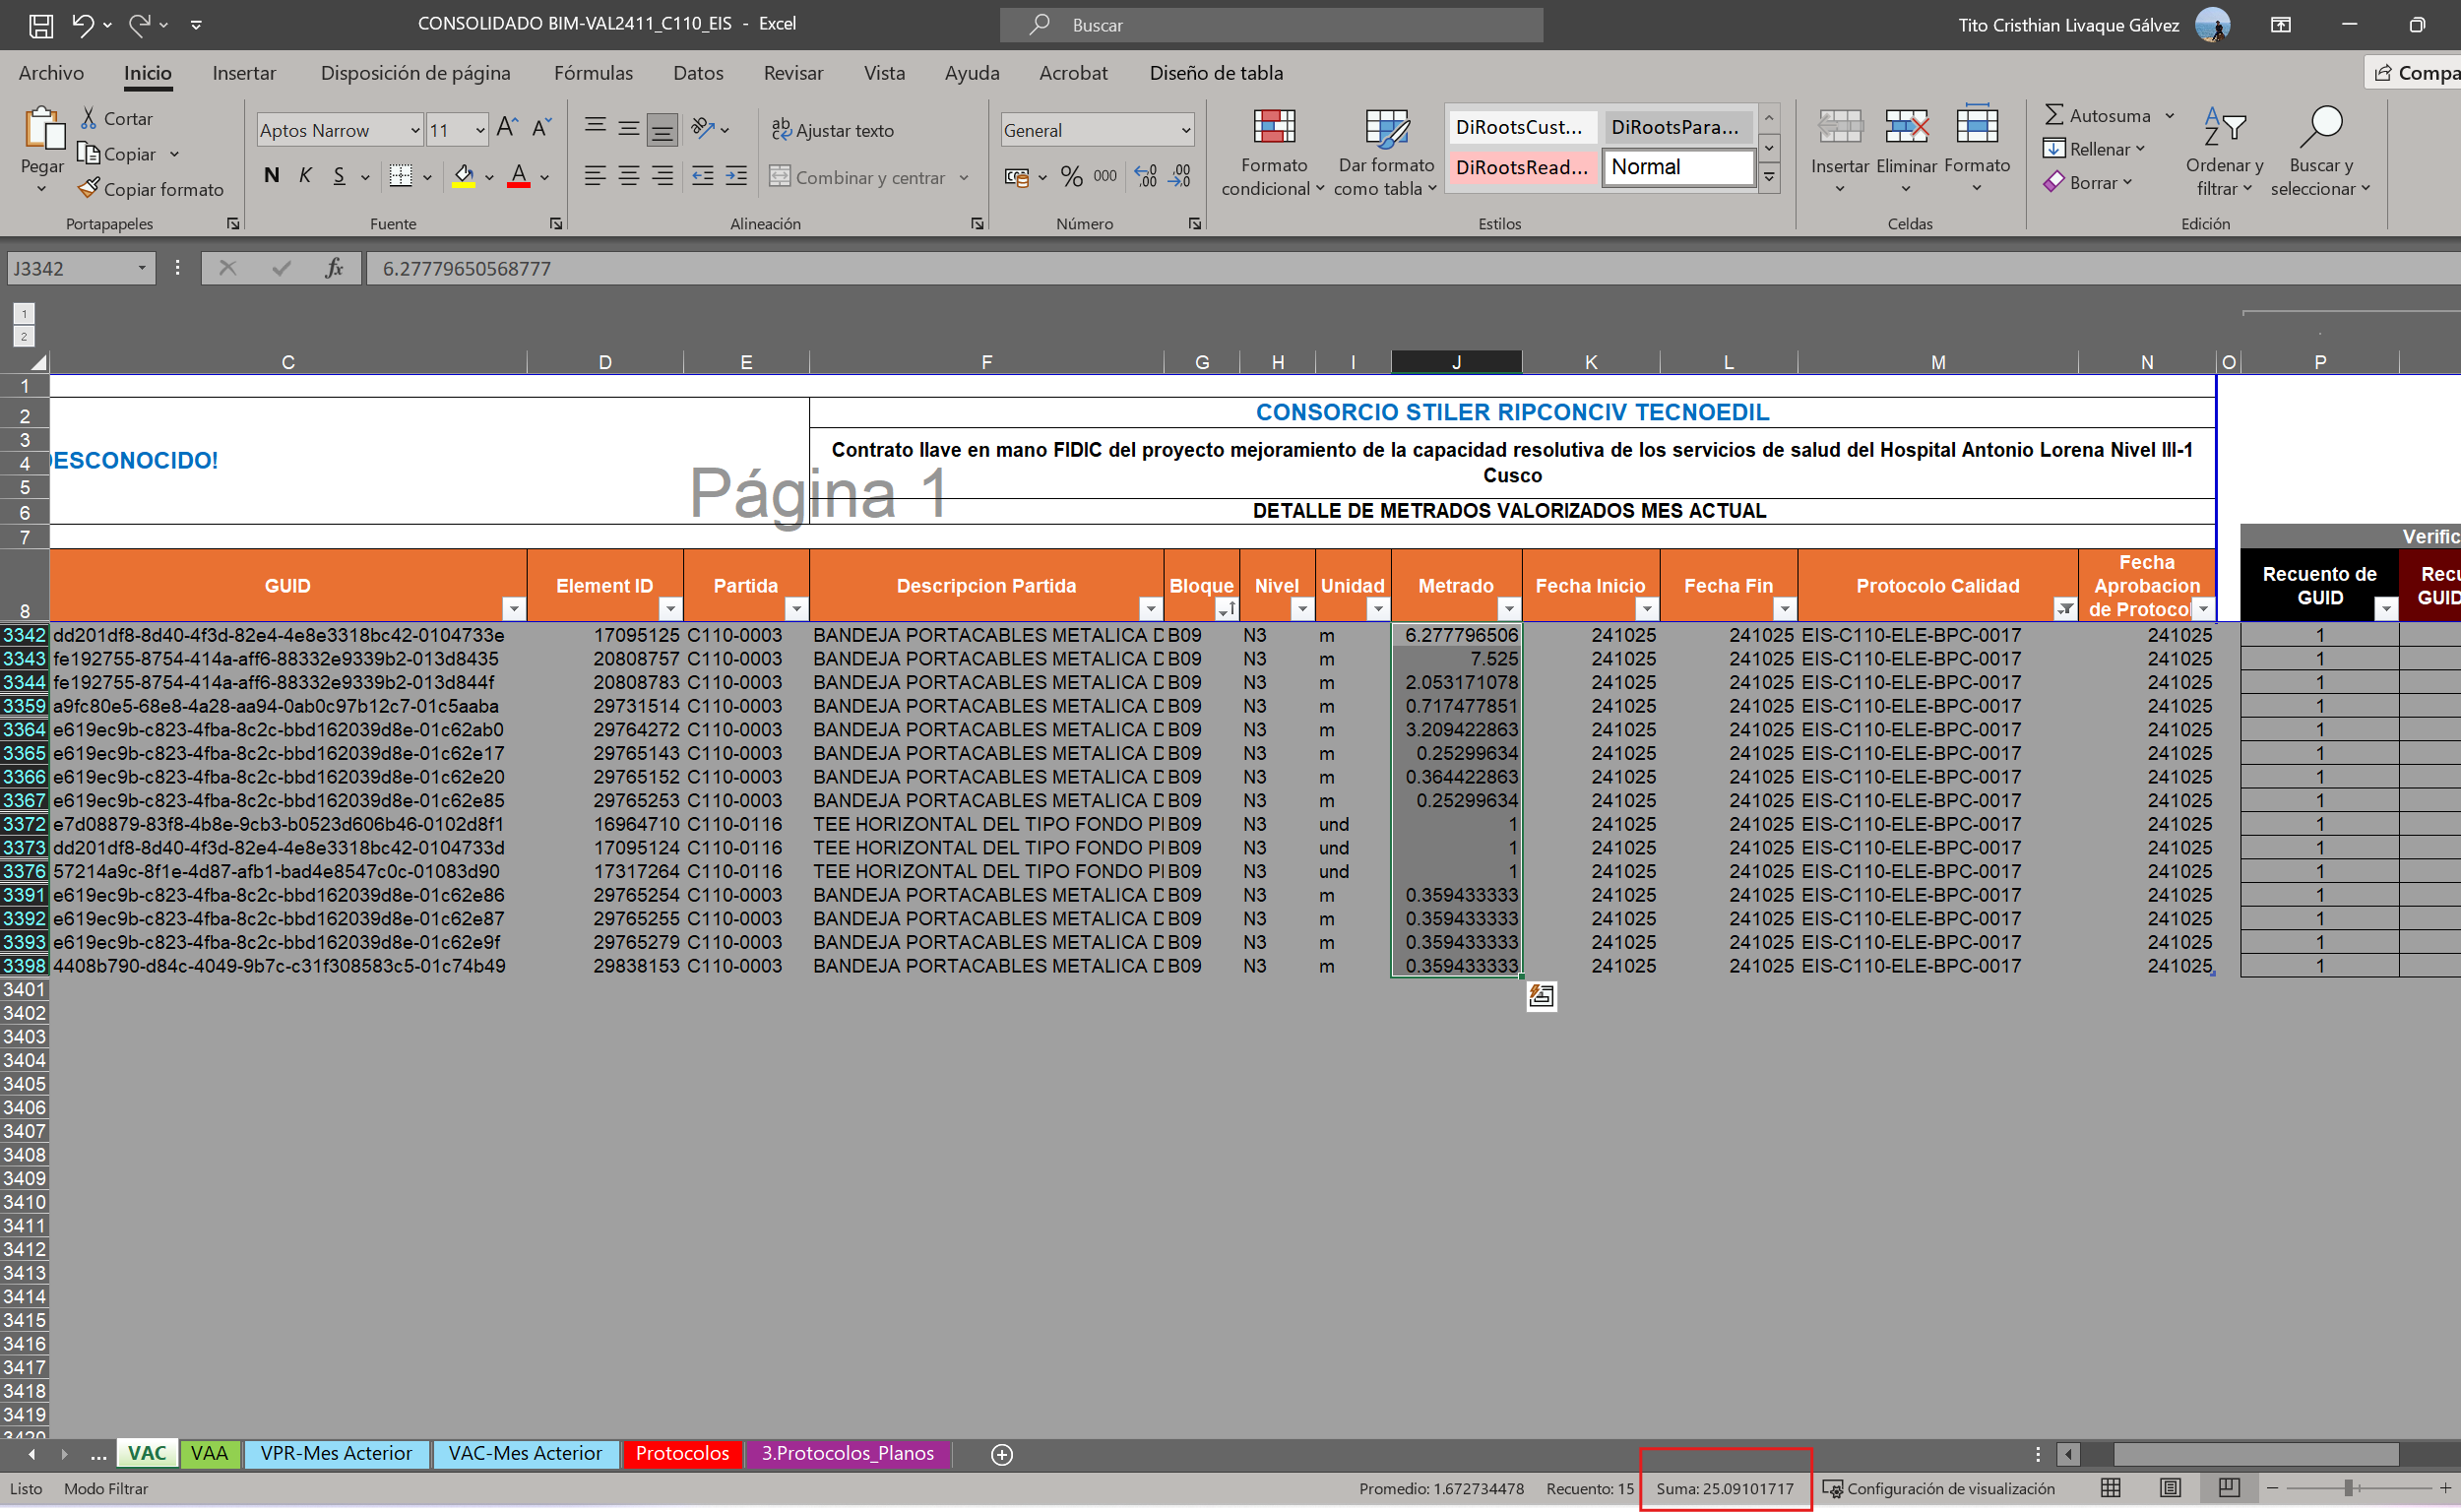 CONSOLIDADO BIM-VAL2411_C110_EIS - Excel
Buscar
Tito Cristhian Livaque Gálvez
Archivo Inicio Insertar Disposición de página Fórmulas Datos Revisar Vista Ayuda Acrobat Diseño de tabla Compa
Pegar
Cortar
Copiar
Copiar formato
Portapapeles
Aptos Narrow 11
N K S
Fuente
Ajustar texto
Combinar y centrar
Alineación
General
% 000
Número
Formato condicional
Dar formato como tabla
DiRootsCust... DiRootsPara...
DiRootsRead... Normal
Estilos
Insertar Eliminar Formato
Celdas
Autosuma
Rellenar
Borrar
Ordenar y filtrar
Buscar y seleccionar
Edición
J3342 fx 6.27779650568777
1
2
C D E F G H I J K L M N O P
1
2 CONSORCIO STILER RIPCONCIV TECNOEDIL
3
4 ESCONOCIDO! Contrato llave en mano FIDIC del proyecto mejoramiento de la capacidad resolutiva de los servicios de salud del Hospital Antonio Lorena Nivel III-1
5 Cusco
Página 1
6 DETALLE DE METRADOS VALORIZADOS MES ACTUAL
7 Verific
8 GUID Element ID Partida Descripcion Partida Bloque Nivel Unidad Metrado Fecha Inicio Fecha Fin Protocolo Calidad Fecha Aprobacion de Protocol Recuento de GUID Recu GUID
3342 dd201df8-8d40-4f3d-82e4-4e8e3318bc42-0104733e 17095125 C110-0003 BANDEJA PORTACABLES METALICA D B09 N3 m 6.277796506 241025 241025 EIS-C110-ELE-BPC-0017 241025 1
3343 fe192755-8754-414a-aff6-88332e9339b2-013d8435 20808757 C110-0003 BANDEJA PORTACABLES METALICA D B09 N3 m 7.525 241025 241025 EIS-C110-ELE-BPC-0017 241025 1
3344 fe192755-8754-414a-aff6-88332e9339b2-013d844f 20808783 C110-0003 BANDEJA PORTACABLES METALICA D B09 N3 m 2.053171078 241025 241025 EIS-C110-ELE-BPC-0017 241025 1
3359 a9fc80e5-68e8-4a28-aa94-0ab0c97b12c7-01c5aaba 29731514 C110-0003 BANDEJA PORTACABLES METALICA D B09 N3 m 0.717477851 241025 241025 EIS-C110-ELE-BPC-0017 241025 1
3364 e619ec9b-c823-4fba-8c2c-bbd162039d8e-01c62ab0 29764272 C110-0003 BANDEJA PORTACABLES METALICA D B09 N3 m 3.209422863 241025 241025 EIS-C110-ELE-BPC-0017 241025 1
3365 e619ec9b-c823-4fba-8c2c-bbd162039d8e-01c62e17 29765143 C110-0003 BANDEJA PORTACABLES METALICA D B09 N3 m 0.25299634 241025 241025 EIS-C110-ELE-BPC-0017 241025 1
3366 e619ec9b-c823-4fba-8c2c-bbd162039d8e-01c62e20 29765152 C110-0003 BANDEJA PORTACABLES METALICA D B09 N3 m 0.364422863 241025 241025 EIS-C110-ELE-BPC-0017 241025 1
3367 e619ec9b-c823-4fba-8c2c-bbd162039d8e-01c62e85 29765253 C110-0003 BANDEJA PORTACABLES METALICA D B09 N3 m 0.25299634 241025 241025 EIS-C110-ELE-BPC-0017 241025 1
3372 e7d08879-83f8-4b8e-9cb3-b0523d606b46-0102d8f1 16964710 C110-0116 TEE HORIZONTAL DEL TIPO FONDO PI B09 N3 und 1 241025 241025 EIS-C110-ELE-BPC-0017 241025 1
3373 dd201df8-8d40-4f3d-82e4-4e8e3318bc42-0104733d 17095124 C110-0116 TEE HORIZONTAL DEL TIPO FONDO PI B09 N3 und 1 241025 241025 EIS-C110-ELE-BPC-0017 241025 1
3376 57214a9c-8f1e-4d87-afb1-bad4e8547c0c-01083d90 17317264 C110-0116 TEE HORIZONTAL DEL TIPO FONDO PI B09 N3 und 1 241025 241025 EIS-C110-ELE-BPC-0017 241025 1
3391 e619ec9b-c823-4fba-8c2c-bbd162039d8e-01c62e86 29765254 C110-0003 BANDEJA PORTACABLES METALICA D B09 N3 m 0.359433333 241025 241025 EIS-C110-ELE-BPC-0017 241025 1
3392 e619ec9b-c823-4fba-8c2c-bbd162039d8e-01c62e87 29765255 C110-0003 BANDEJA PORTACABLES METALICA D B09 N3 m 0.359433333 241025 241025 EIS-C110-ELE-BPC-0017 241025 1
3393 e619ec9b-c823-4fba-8c2c-bbd162039d8e-01c62e9f 29765279 C110-0003 BANDEJA PORTACABLES METALICA D B09 N3 m 0.359433333 241025 241025 EIS-C110-ELE-BPC-0017 241025 1
3398 4408b790-d84c-4049-9b7c-c31f308583c5-01c74b49 29838153 C110-0003 BANDEJA PORTACABLES METALICA D B09 N3 m 0.359433333 241025 241025 EIS-C110-ELE-BPC-0017 241025 1
3401
3402
3403
3404
3405
3406
3407
3408
3409
3410
3411
3412
3413
3414
3415
3416
3417
3418
3419
3420
... VAC VAA VPR-Mes Acterior VAC-Mes Acterior Protocolos 3.Protocolos_Planos
Listo Modo Filtrar Promedio: 1.672734478 Recuento: 15 Suma: 25.09101717 Configuración de visualización